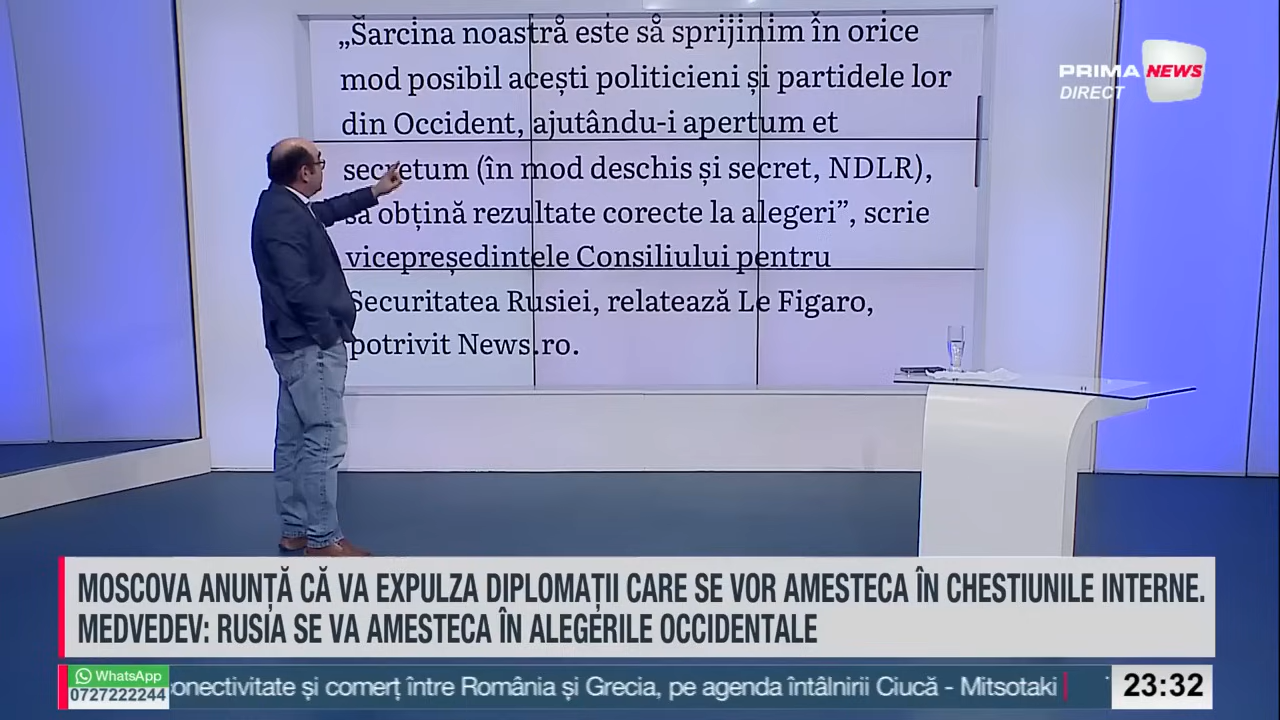 „Sarcina noastră este să sprijinim în orice
mod posibil acești politicieni și partidele lor
din Occident, ajutându-i apertum et
secretum (în mod deschis și secret, NDLR),
să obțină rezultate corecte la alegeri”, scrie
vicepreședintele Consiliului pentru
Securitatea Rusiei, relatează Le Figaro,
potrivit News.ro.
PRIMA NEWS
DIRECT
MOSCOVA ANUNȚĂ CĂ VA EXPULZA DIPLOMAȚII CARE SE VOR AMESTECA ÎN CHESTIUNILE INTERNE.
MEDVEDEV: RUSIA SE VA AMESTECA ÎN ALEGERILE OCCIDENTALE
WhatsApp
0727222244
onectivitate și comerț între România și Grecia, pe agenda întâlnirii Ciucă - Mitsotaki
23:32